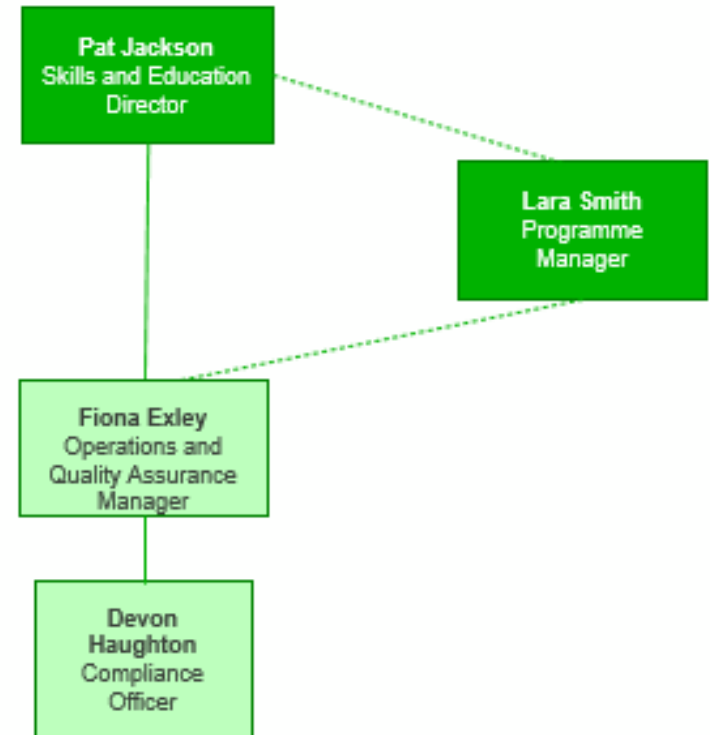 Pat Jackson
Skills and Education
Director
Lara Smith
Programme
Manager
Fiona Exley
Operations and
Quality Assurance
Manager
Devon
Haughton
Compliance
Officer